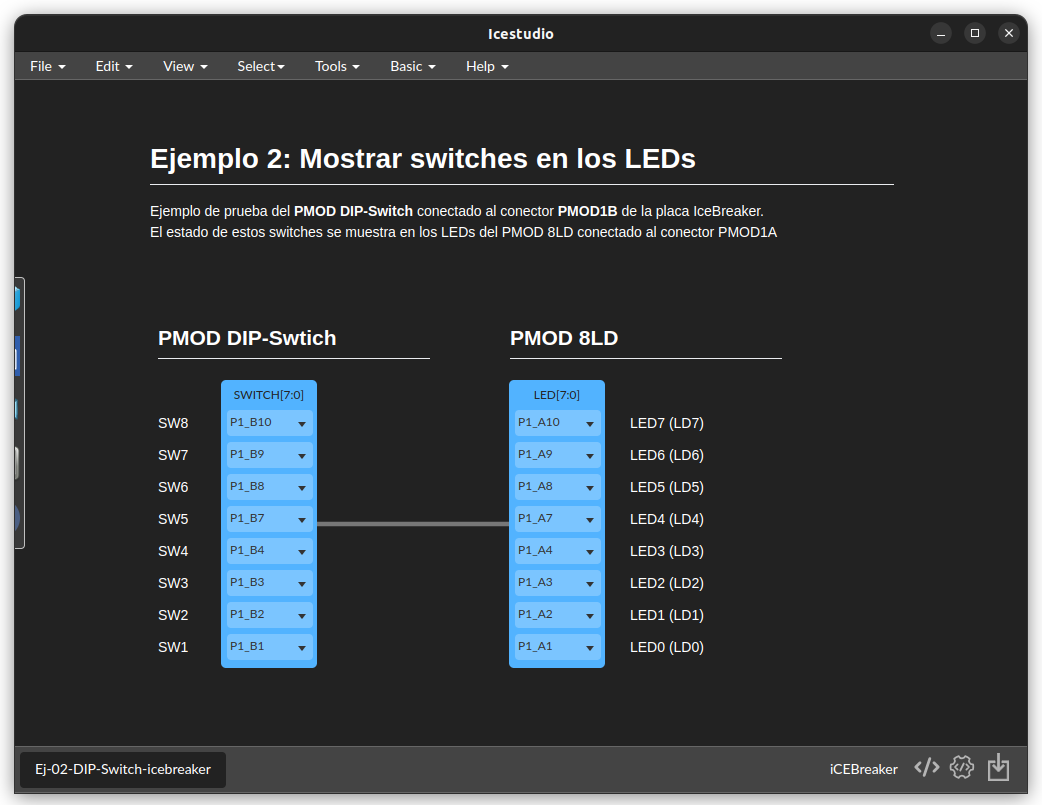 Icestudio
File Edit View Select Tools Basic Help
Ejemplo 2: Mostrar switches en los LEDs
Ejemplo de prueba del PMOD DIP-Switch conectado al conector PMOD1B de la placa IceBreaker.
El estado de estos switches se muestra en los LEDs del PMOD 8LD conectado al conector PMOD1A
PMOD DIP-Swtich PMOD 8LD
SWITCH[7:0] LED[7:0]
SW8 P1_B10 P1_A10 LED7 (LD7)
SW7 P1_B9 P1_A9 LED6 (LD6)
SW6 P1_B8 P1_A8 LED5 (LD5)
SW5 P1_B7 P1_A7 LED4 (LD4)
SW4 P1_B4 P1_A4 LED3 (LD3)
SW3 P1_B3 P1_A3 LED2 (LD2)
SW2 P1_B2 P1_A2 LED1 (LD1)
SW1 P1_B1 P1_A1 LED0 (LD0)
Ej-02-DIP-Switch-icebreaker iCEBreaker